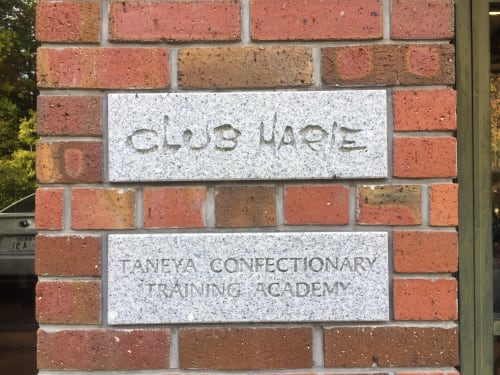 CLUB HARIE
TANEYA CONFECTIONARY
TRAINING ACADEMY